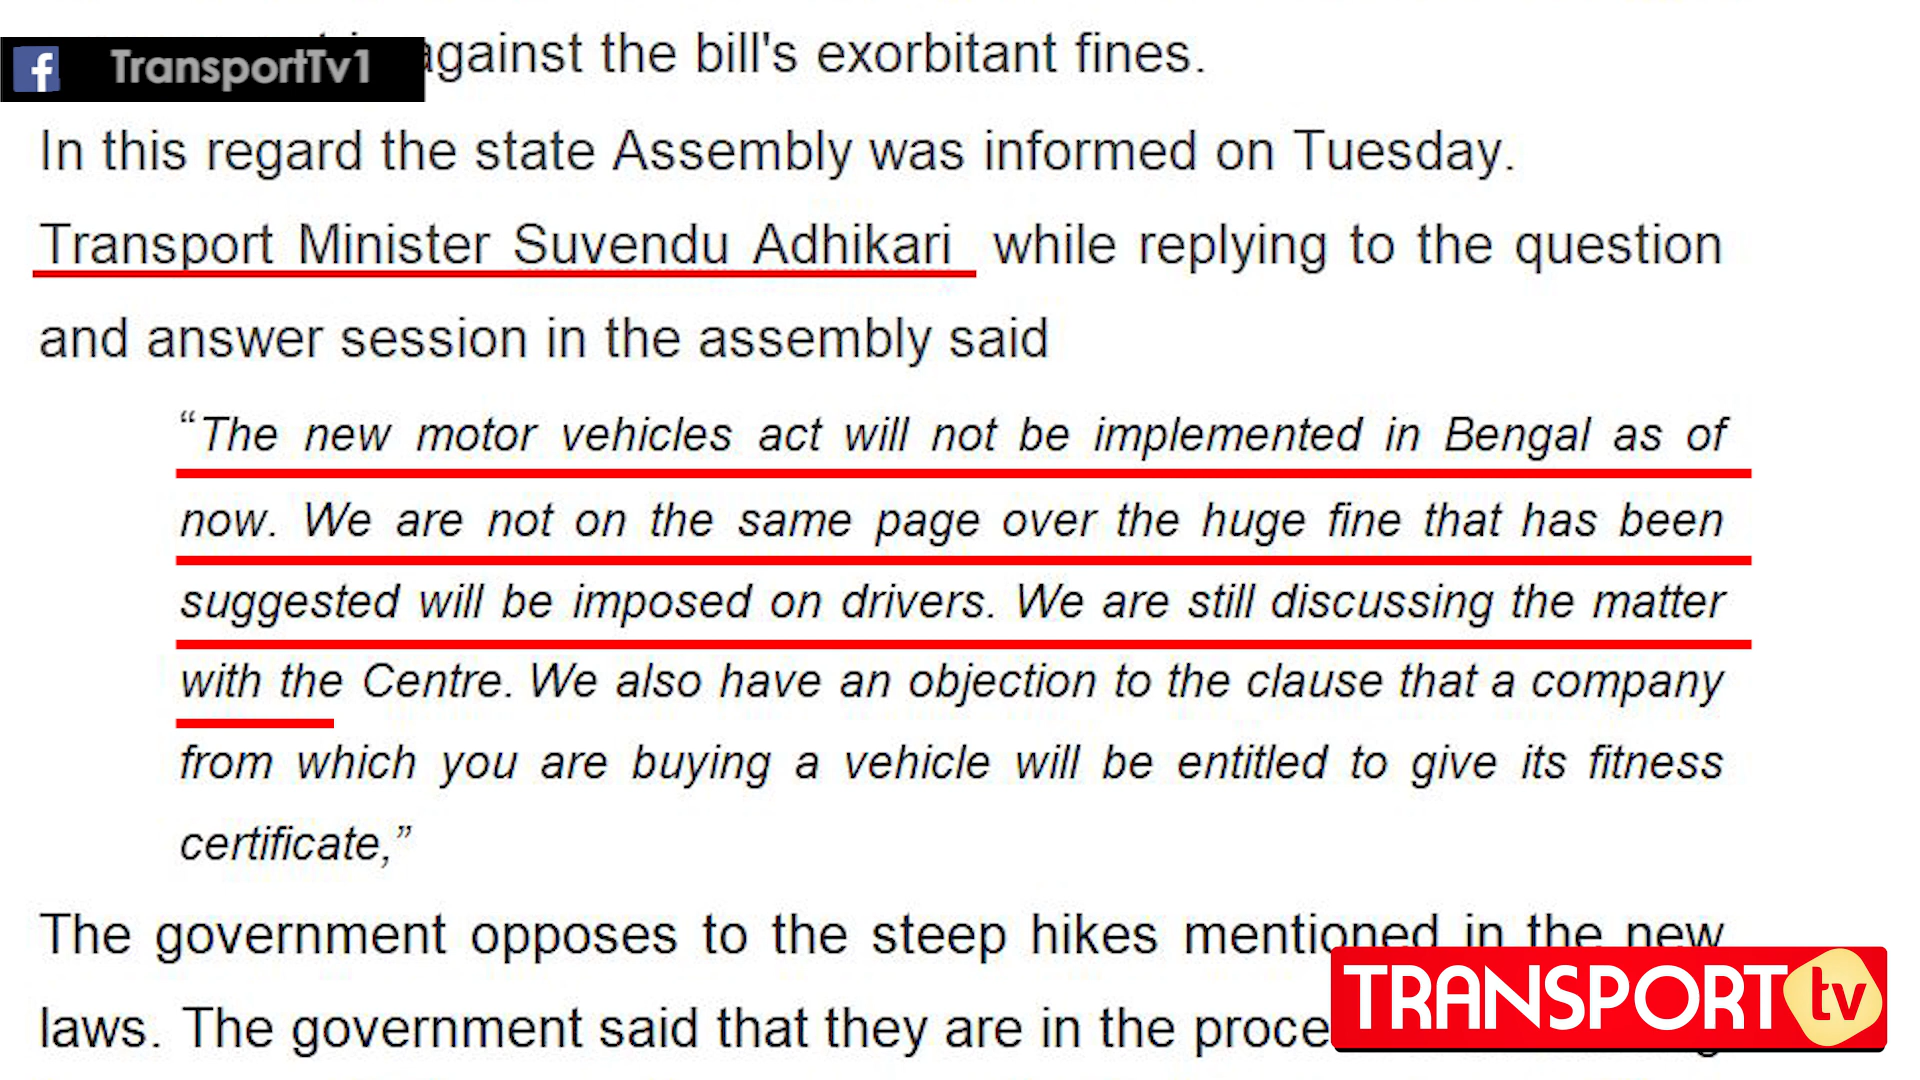 TransportTv1
against the bill's exorbitant fines.
In this regard the state Assembly was informed on Tuesday.
Transport Minister Suvendu Adhikari while replying to the question
and answer session in the assembly said
“The new motor vehicles act will not be implemented in Bengal as of
now. We are not on the same page over the huge fine that has been
suggested will be imposed on drivers. We are still discussing the matter
with the Centre. We also have an objection to the clause that a company
from which you are buying a vehicle will be entitled to give its fitness
certificate,”
The government opposes to the steep hikes mentioned in the new
laws. The government said that they are in the
TRANSPORT tv